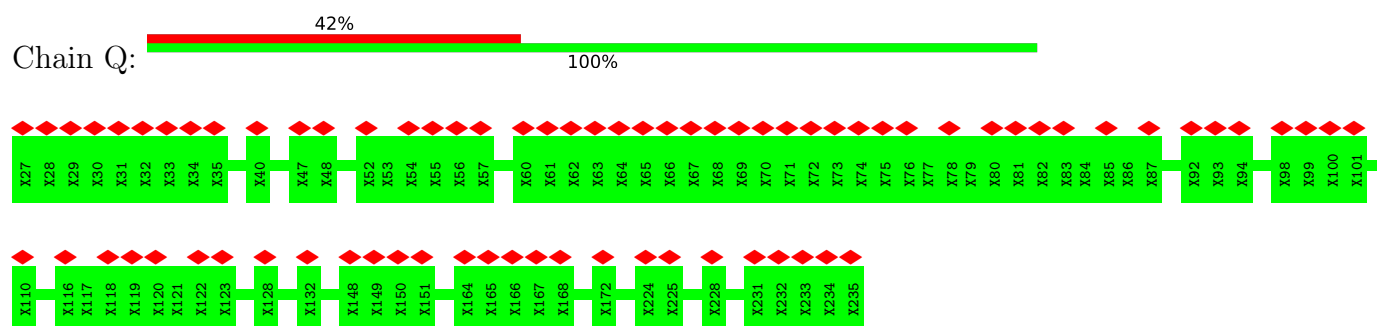 42%
Chain Q:
100%
X27 X28 X29 X30 X31 X32 X33 X34 X35 X40 X47 X48 X52 X53 X54 X55 X56 X57 X60 X61 X62 X63 X64 X65 X66 X67 X68 X69 X70 X71 X72 X73 X74 X75 X76 X77 X78 X79 X80 X81 X82 X83 X84 X85 X86 X87 X92 X93 X94 X98 X99 X100 X101
X110 X116 X117 X118 X119 X120 X121 X122 X123 X128 X132 X148 X149 X150 X151 X164 X165 X166 X167 X168 X172 X224 X225 X228 X231 X232 X233 X234 X235